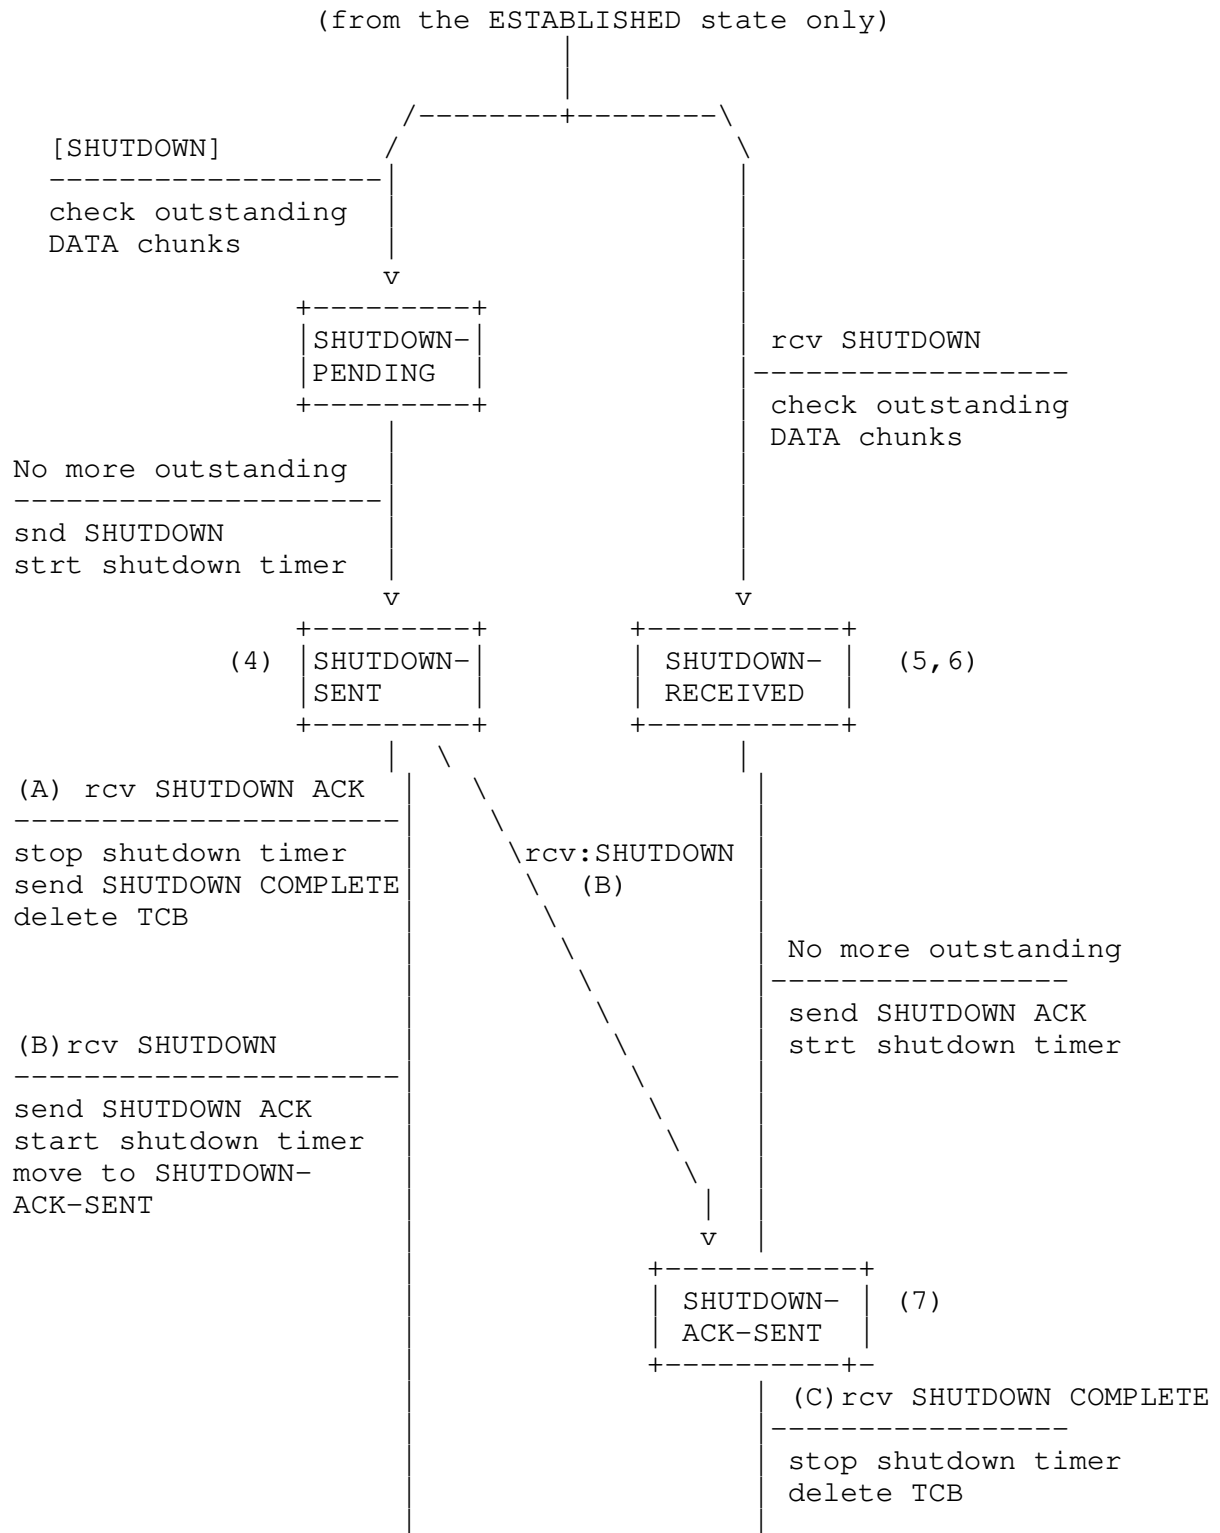 (from the ESTABLISHED state only)
[SHUTDOWN]
check outstanding
DATA chunks
v
SHUTDOWN-
PENDING
rcv SHUTDOWN
check outstanding
DATA chunks
No more outstanding
snd SHUTDOWN
strt shutdown timer
v
v
(4)
SHUTDOWN-
SENT
SHUTDOWN-
RECEIVED
(5,6)
(A) rcv SHUTDOWN ACK
stop shutdown timer
send SHUTDOWN COMPLETE
delete TCB
rcv:SHUTDOWN
(B)
No more outstanding
send SHUTDOWN ACK
strt shutdown timer
(B)rcv SHUTDOWN
send SHUTDOWN ACK
start shutdown timer
move to SHUTDOWN-
ACK-SENT
v
SHUTDOWN-
ACK-SENT
(7)
(C)rcv SHUTDOWN COMPLETE
stop shutdown timer
delete TCB